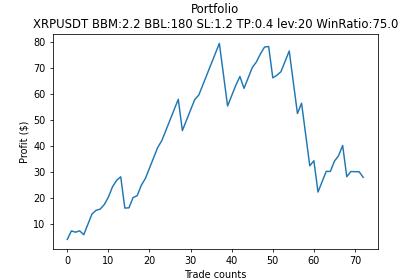 Portfolio
XRPUSDT BBM:2.2 BBL:180 SL:1.2 TP:0.4 lev:20 WinRatio:75.0
80
70
60
50
40
30
20
10
Profit ($)
0 10 20 30 40 50 60 70
Trade counts